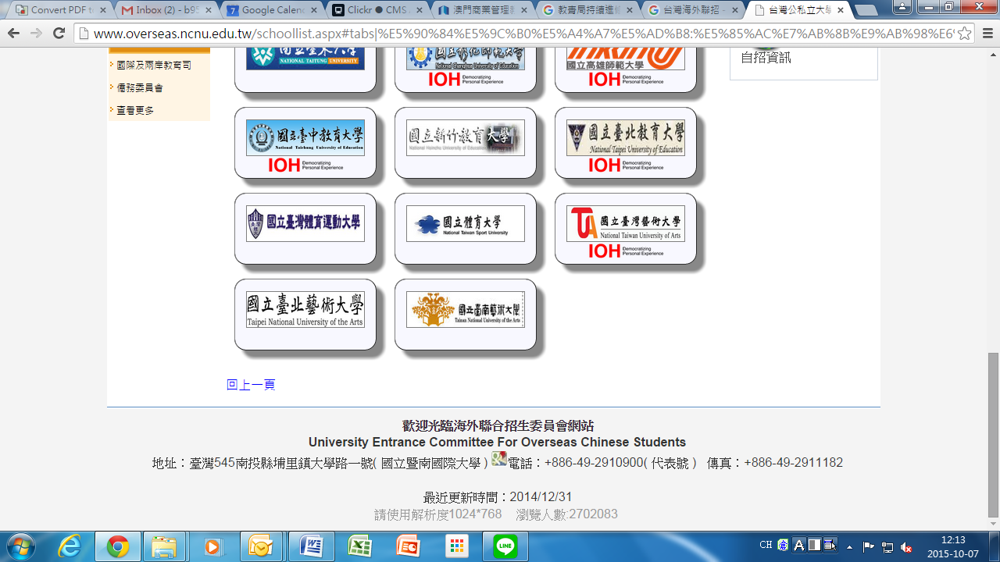 Convert PDF to
Inbox (2) - b95
Google Calend
Clickr ● CMS A
澳門商業管理
教青局持續進
台灣海外聯招 -
台灣公私立大學
www.overseas.ncnu.edu.tw/schoollist.aspx#tabs|%E5%90%84%E5%9C%B0%E5%A4%A7%E5%AD%B8:%E5%85%AC%E7%AB%8B%E9%AB%98%E6%
國際及兩岸教育司
僑務委員會
查看更多
自招資訊
國立臺東大學
NATIONAL TAITUNG UNIVERSITY
國立彰化師範大學
National Changhua University of Education
IOH Democratizing Personal Experience
國立高雄師範大學
IOH Democratizing Personal Experience
國立臺中教育大學
National Taichung University of Education
IOH Democratizing Personal Experience
國立新竹教育大學
National Hsinchu University of Education
國立臺北教育大學
National Taipei University of Education
IOH Democratizing Personal Experience
國立臺灣體育運動大學
國立體育大學
National Taiwan Sport University
國立臺灣藝術大學
National Taiwan University of Arts
IOH Democratizing Personal Experience
國立臺北藝術大學
Taipei National University of the Arts
國立臺南藝術大學
Tainan National University of the Arts
回上一頁
歡迎光臨海外聯合招生委員會網站
University Entrance Committee For Overseas Chinese Students
地址：臺灣545南投縣埔里鎮大學路一號( 國立暨南國際大學 ) 電話：+886-49-2910900( 代表號 ) 傳真：+886-49-2911182
最近更新時間：2014/12/31
請使用解析度1024*768 瀏覽人數:2702083
LINE
CH 倉 A
12:13
2015-10-07